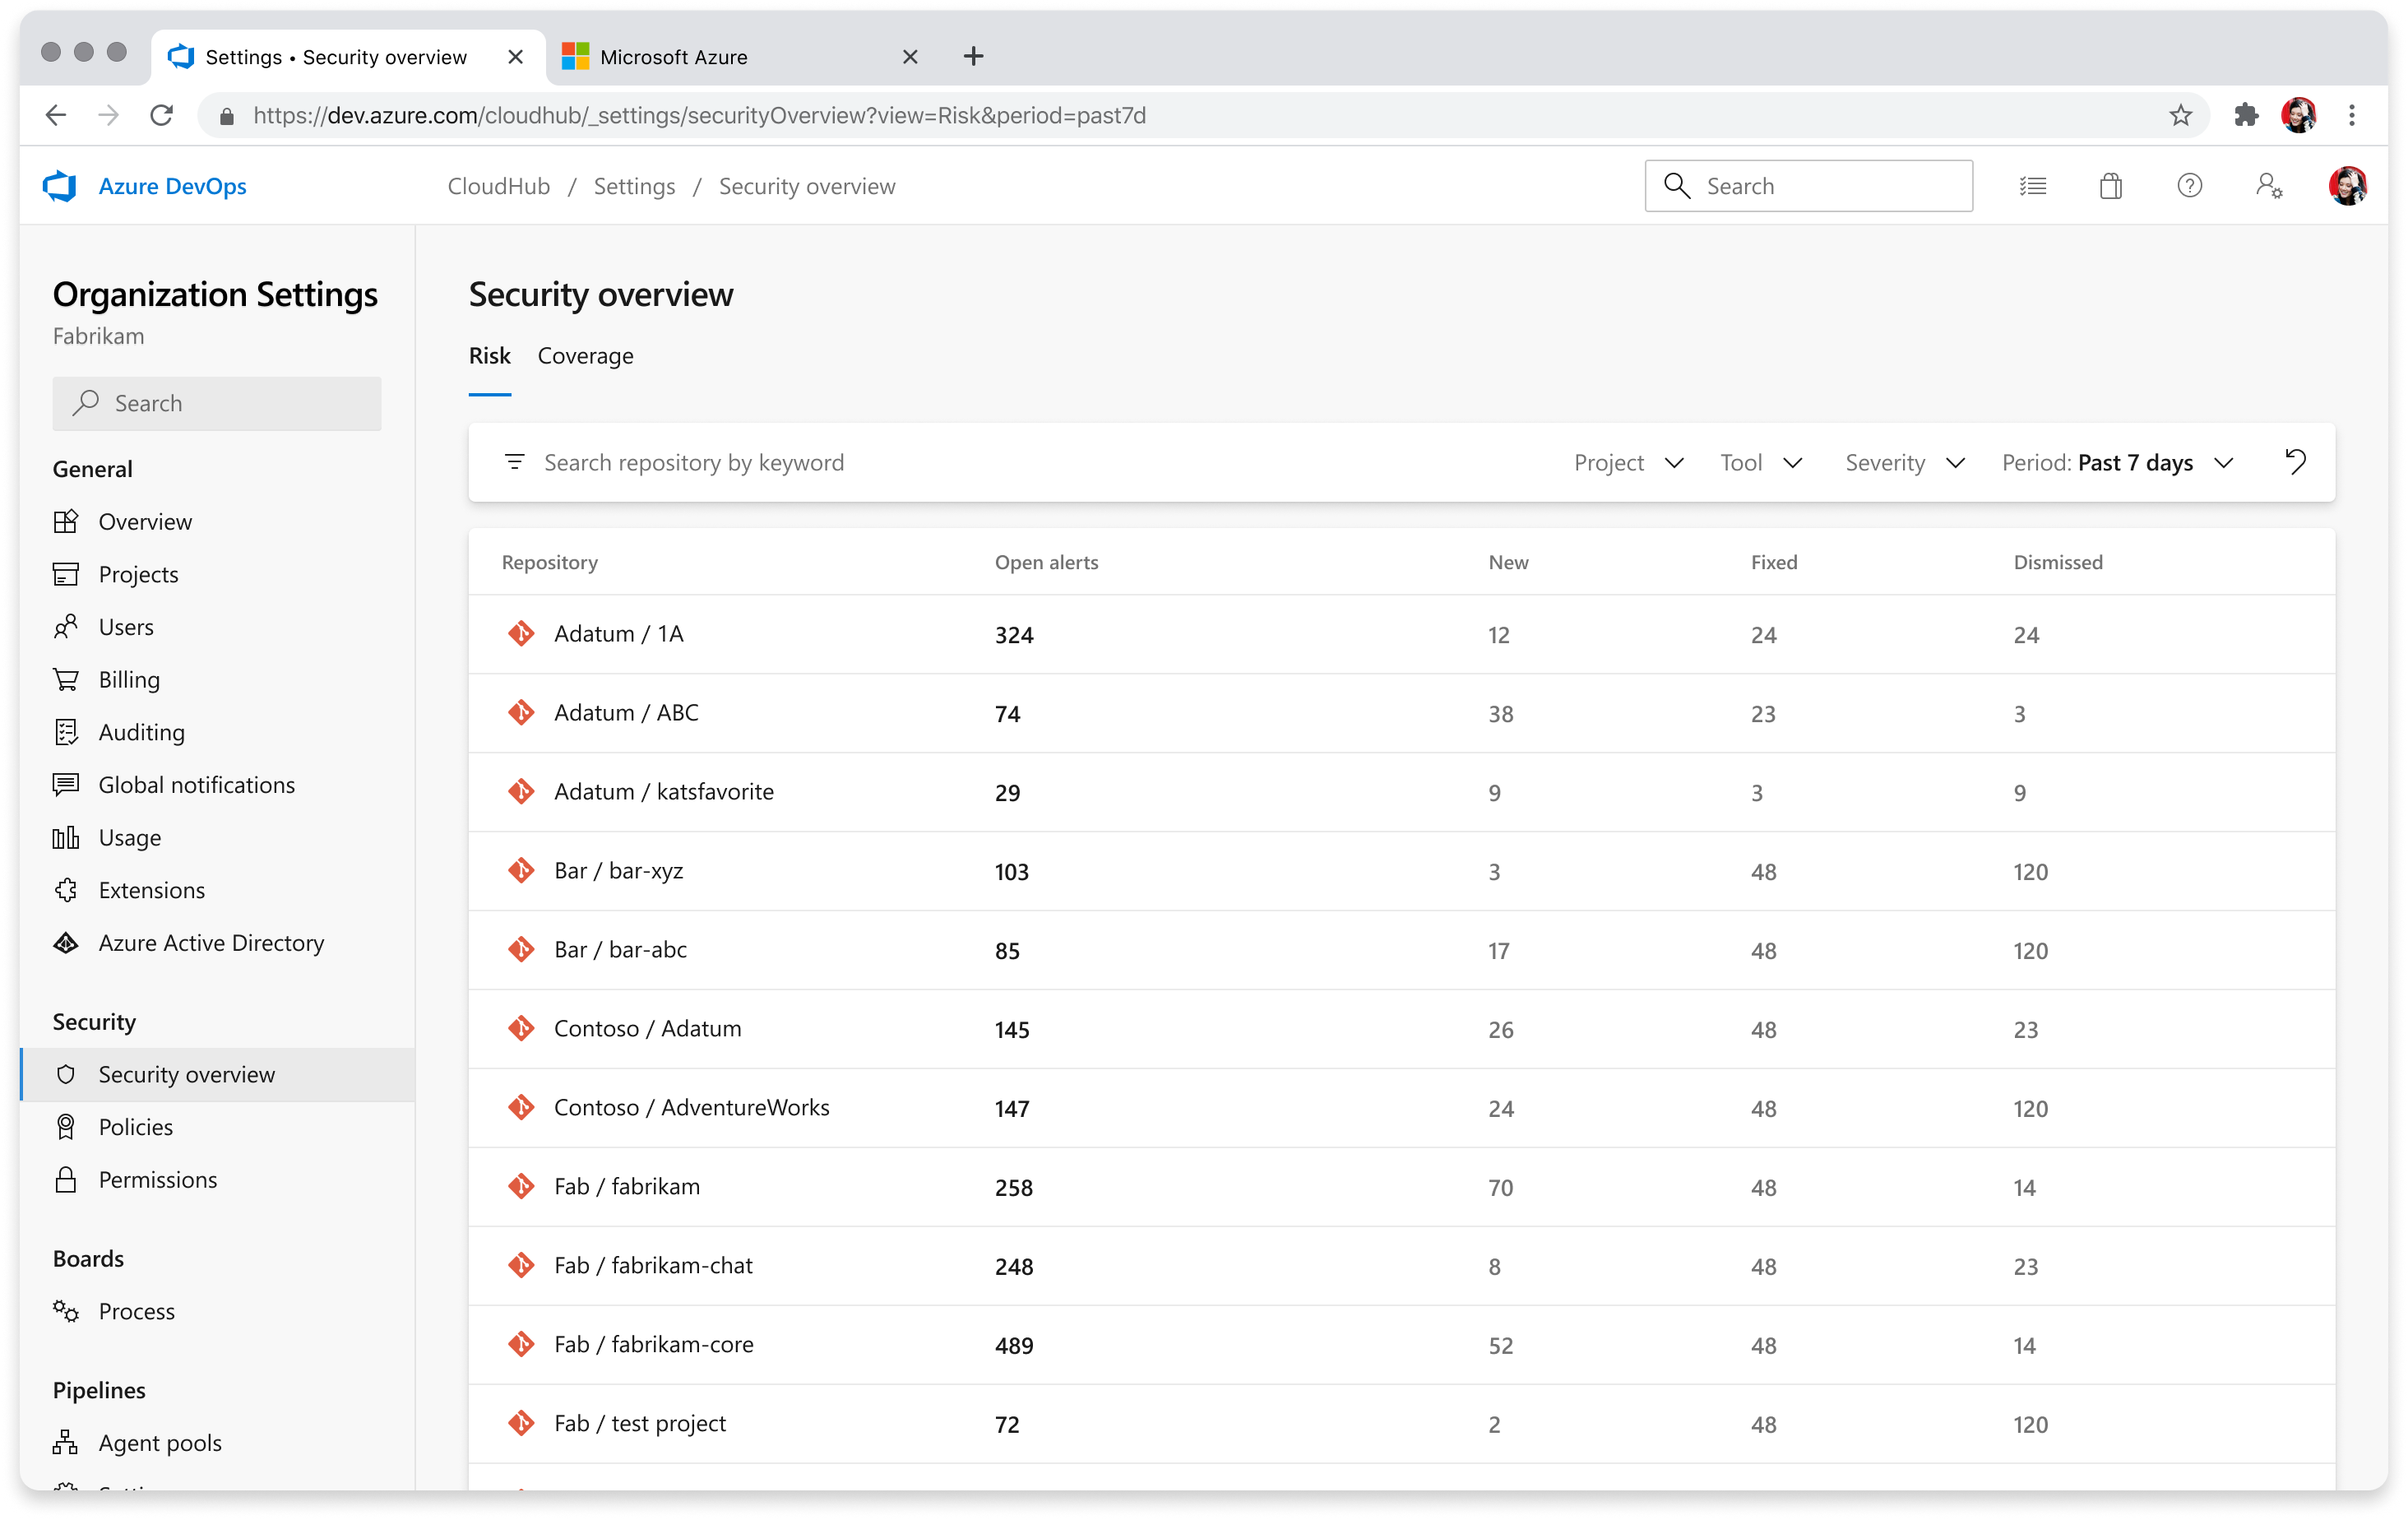 Settings • Security overview
Microsoft Azure
https://dev.azure.com/cloudhub/_settings/securityOverview?view=Risk&period=past7d
Azure DevOps
CloudHub / Settings / Security overview
Search
Organization Settings
Fabrikam
Search
General
Overview
Projects
Users
Billing
Auditing
Global notifications
Usage
Extensions
Azure Active Directory
Security
Security overview
Policies
Permissions
Boards
Process
Pipelines
Agent pools
Security overview
Risk Coverage
Search repository by keyword Project Tool Severity Period: Past 7 days
Repository Open alerts New Fixed Dismissed
Adatum / 1A 324 12 24 24
Adatum / ABC 74 38 23 3
Adatum / katsfavorite 29 9 3 9
Bar / bar-xyz 103 3 48 120
Bar / bar-abc 85 17 48 120
Contoso / Adatum 145 26 48 23
Contoso / AdventureWorks 147 24 48 120
Fab / fabrikam 258 70 48 14
Fab / fabrikam-chat 248 8 48 23
Fab / fabrikam-core 489 52 48 14
Fab / test project 72 2 48 120